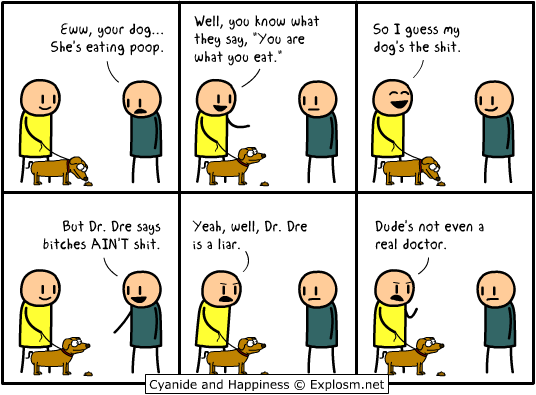 Eww, your dog...
She's eating poop.
Well, you know what
they say, "You are
what you eat."
So I guess my
dog's the shit.
But Dr. Dre says
bitches AIN'T shit.
Yeah, well, Dr. Dre
is a liar.
Dude's not even a
real doctor.
Cyanide and Happiness © Explosm.net